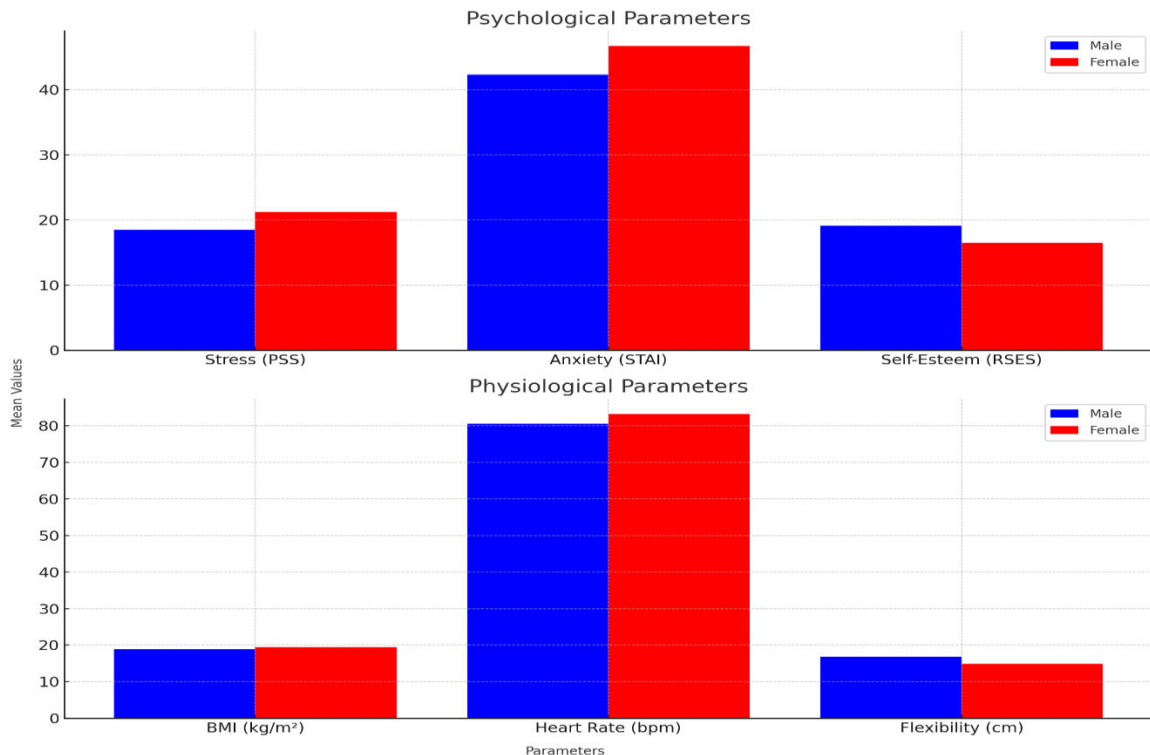 Psychological Parameters
Male
Female
40
30
20
10
0
Stress (PSS)
Anxiety (STAI)
Self-Esteem (RSES)
Mean Values
Physiological Parameters
Male
Female
80
70
60
50
40
30
20
10
0
BMI (kg/m²)
Heart Rate (bpm)
Flexibility (cm)
Parameters